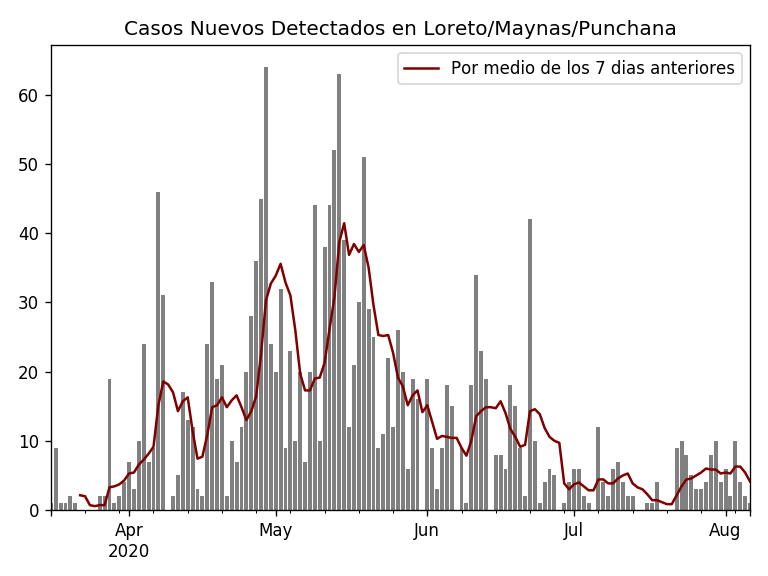 Casos Nuevos Detectados en Loreto/Maynas/Punchana
Por medio de los 7 dias anteriores
60
50
40
30
20
10
0
Apr
2020
May
Jun
Jul
Aug